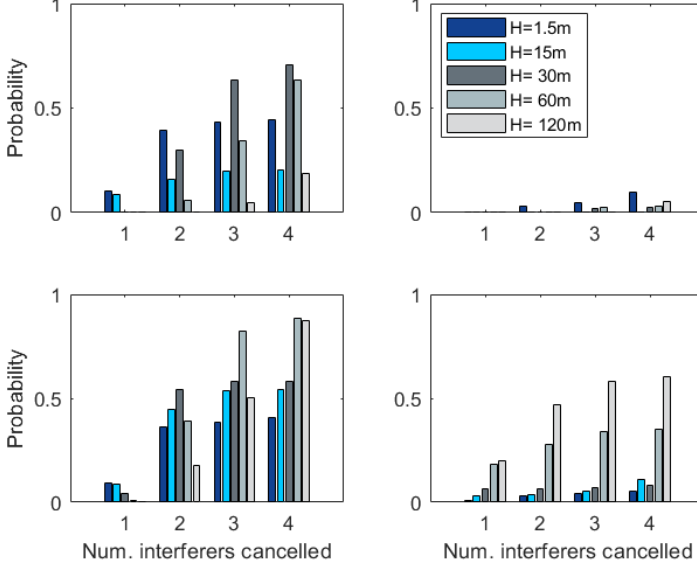 1
0.5
0
Probability
1 2 3 4
1
0.5
0
H=1.5m
H=15m
H= 30m
H= 60m
H= 120m
1 2 3 4
1
0.5
0
Probability
1 2 3 4
Num. interferers cancelled
1
0.5
0
1 2 3 4
Num. interferers cancelled